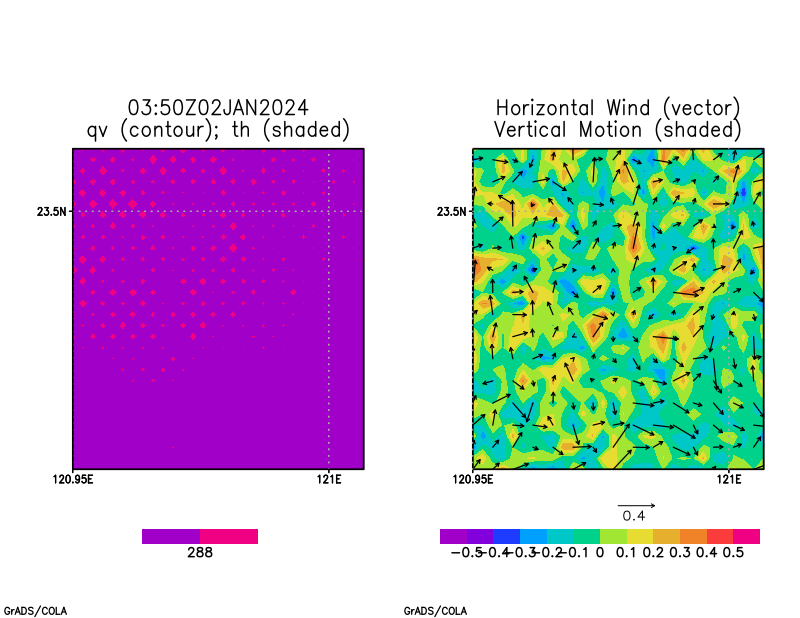 03:50Z02JAN2024
qv (contour); th (shaded)
23.5N
120.95E
121E
288
Horizontal Wind (vector)
Vertical Motion (shaded)
23.5N
120.95E
121E
0.4
-0.5 -0.4 -0.3 -0.2 -0.1 0 0.1 0.2 0.3 0.4 0.5
GrADS/COLA
GrADS/COLA